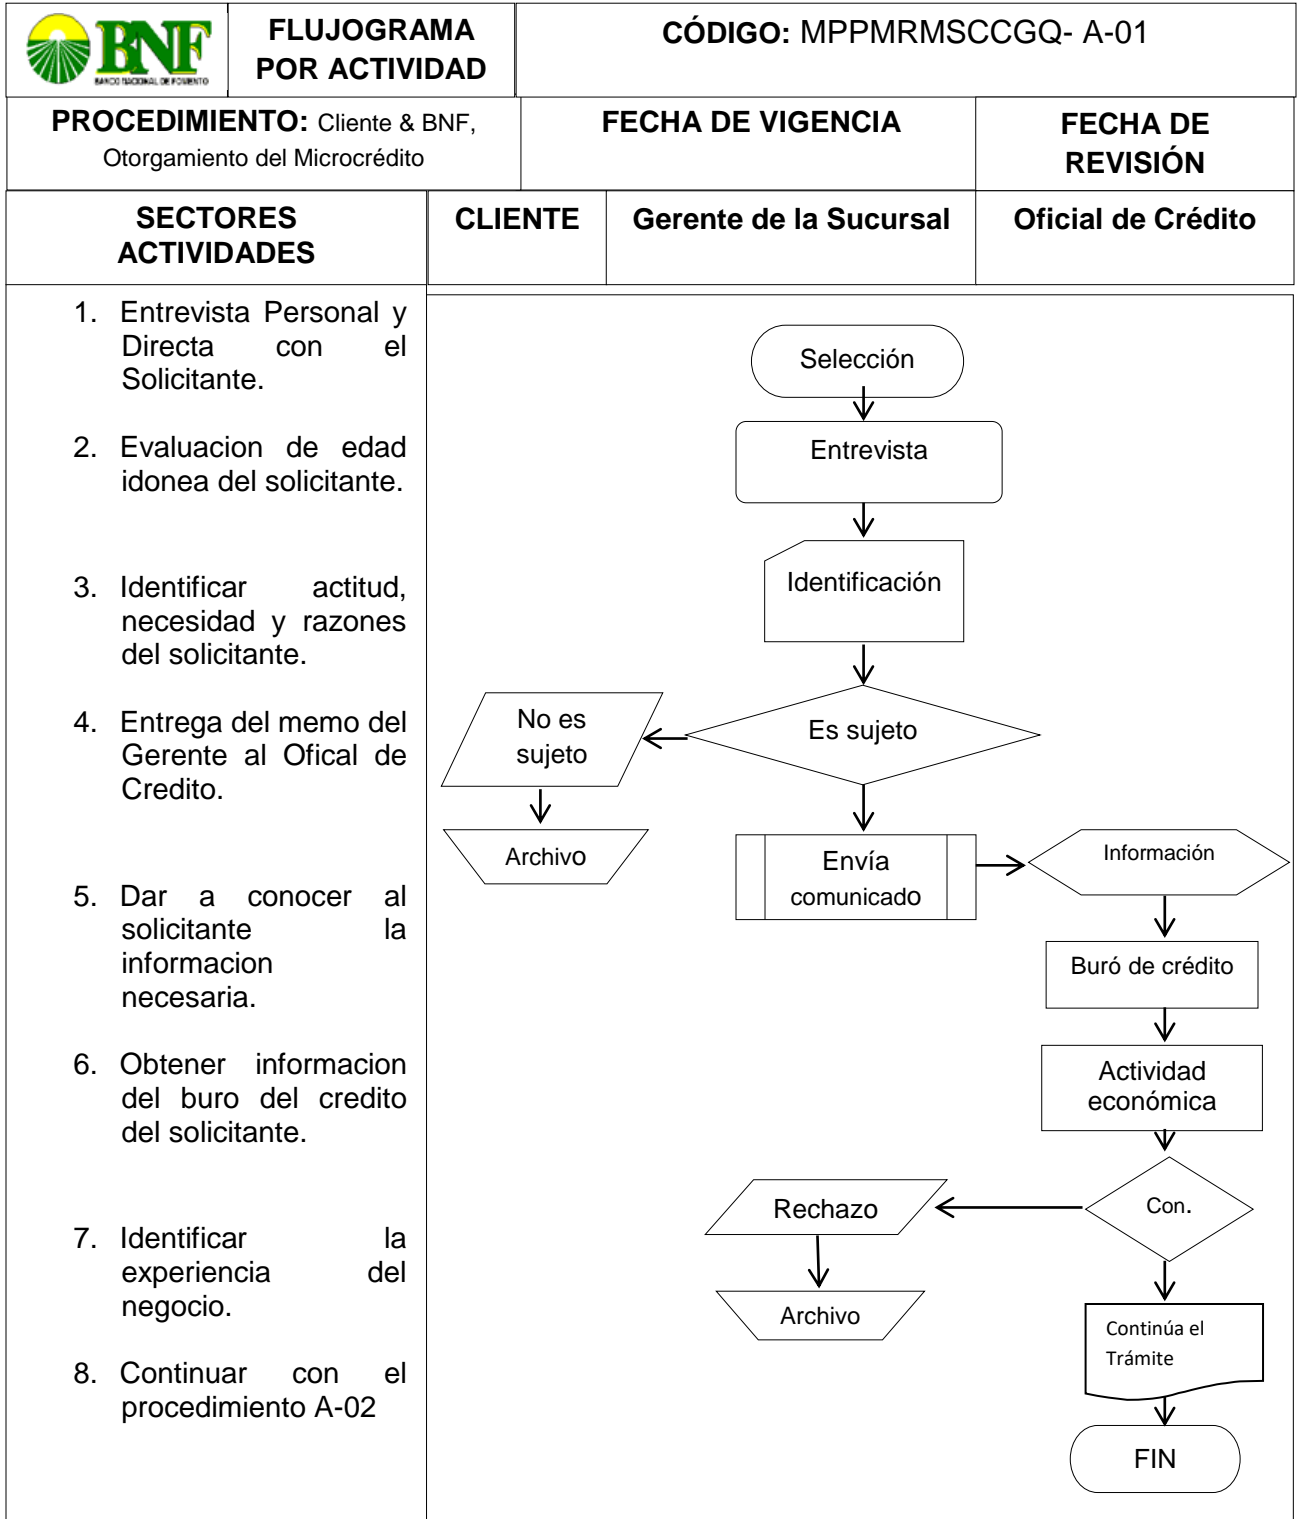 BNF
BANCO NACIONAL DE FOMENTO
FLUJOGRAMA
POR ACTIVIDAD
CÓDIGO: MPPMRMSCCGQ- A-01
PROCEDIMIENTO: Cliente & BNF,
Otorgamiento del Microcrédito
FECHA DE VIGENCIA
FECHA DE
REVISIÓN
SECTORES
ACTIVIDADES
CLIENTE
Gerente de la Sucursal
Oficial de Crédito
1. Entrevista Personal y
Directa con el
Solicitante.
2. Evaluacion de edad
idonea del solicitante.
3. Identificar actitud,
necesidad y razones
del solicitante.
4. Entrega del memo del
Gerente al Ofical de
Credito.
5. Dar a conocer al
solicitante la
informacion
necesaria.
6. Obtener informacion
del buro del credito
del solicitante.
7. Identificar la
experiencia del
negocio.
8. Continuar con el
procedimiento A-02
Selección
Entrevista
Identificación
Es sujeto
No es
sujeto
Archivo
Envía
comunicado
Información
Buró de crédito
Actividad
económica
Con.
Rechazo
Archivo
Continúa el
Trámite
FIN